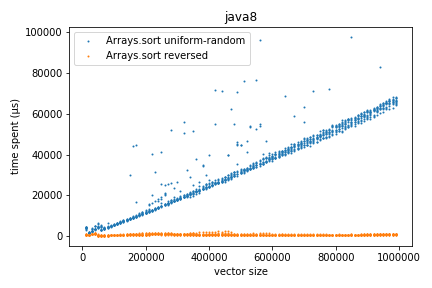 java8
Arrays.sort uniform-random
Arrays.sort reversed
time spent (µs)
100000
80000
60000
40000
20000
0
0 200000 400000 600000 800000 1000000
vector size